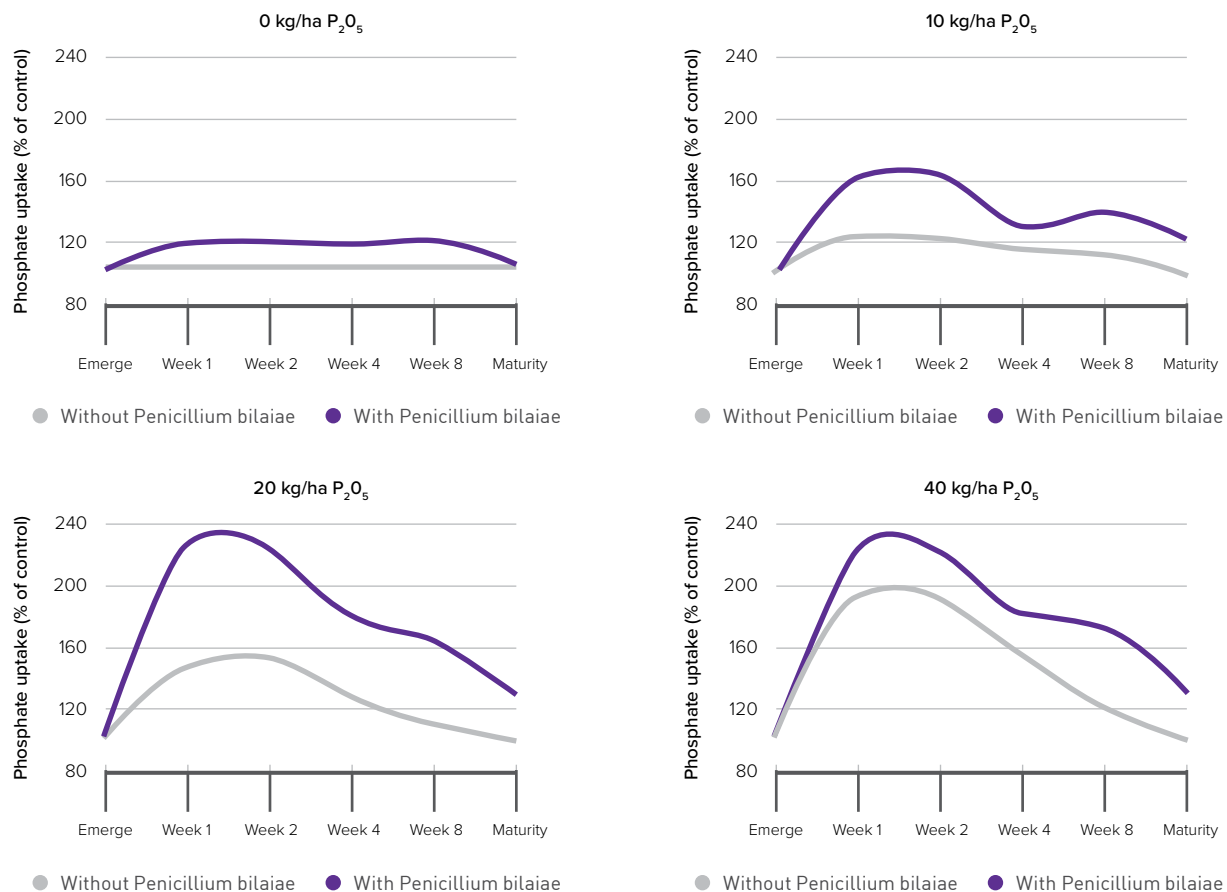 0 kg/ha P₂0₅
Phosphate uptake (% of control)
240
200
160
120
80
Emerge Week 1 Week 2 Week 4 Week 8 Maturity
Without Penicillium bilaiae With Penicillium bilaiae
10 kg/ha P₂0₅
Phosphate uptake (% of control)
240
200
160
120
80
Emerge Week 1 Week 2 Week 4 Week 8 Maturity
Without Penicillium bilaiae With Penicillium bilaiae
20 kg/ha P₂0₅
Phosphate uptake (% of control)
240
200
160
120
80
Emerge Week 1 Week 2 Week 4 Week 8 Maturity
Without Penicillium bilaiae With Penicillium bilaiae
40 kg/ha P₂0₅
Phosphate uptake (% of control)
240
200
160
120
80
Emerge Week 1 Week 2 Week 4 Week 8 Maturity
Without Penicillium bilaiae With Penicillium bilaiae